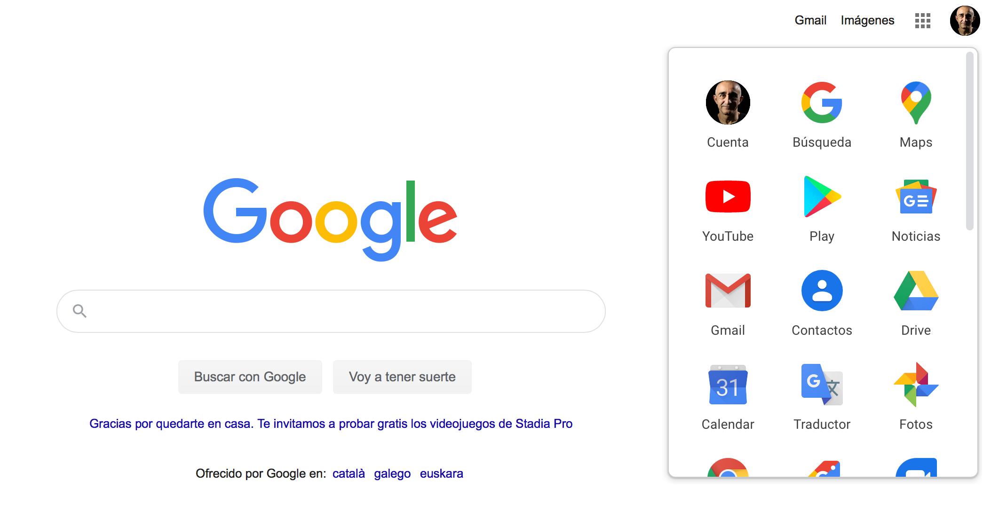 Gmail Imágenes
Google
Buscar con Google Voy a tener suerte
Gracias por quedarte en casa. Te invitamos a probar gratis los videojuegos de Stadia Pro
Ofrecido por Google en: català galego euskara
Cuenta Búsqueda Maps
GE
YouTube Play Noticias
Gmail Contactos Drive
31 G 文
Calendar Traductor Fotos